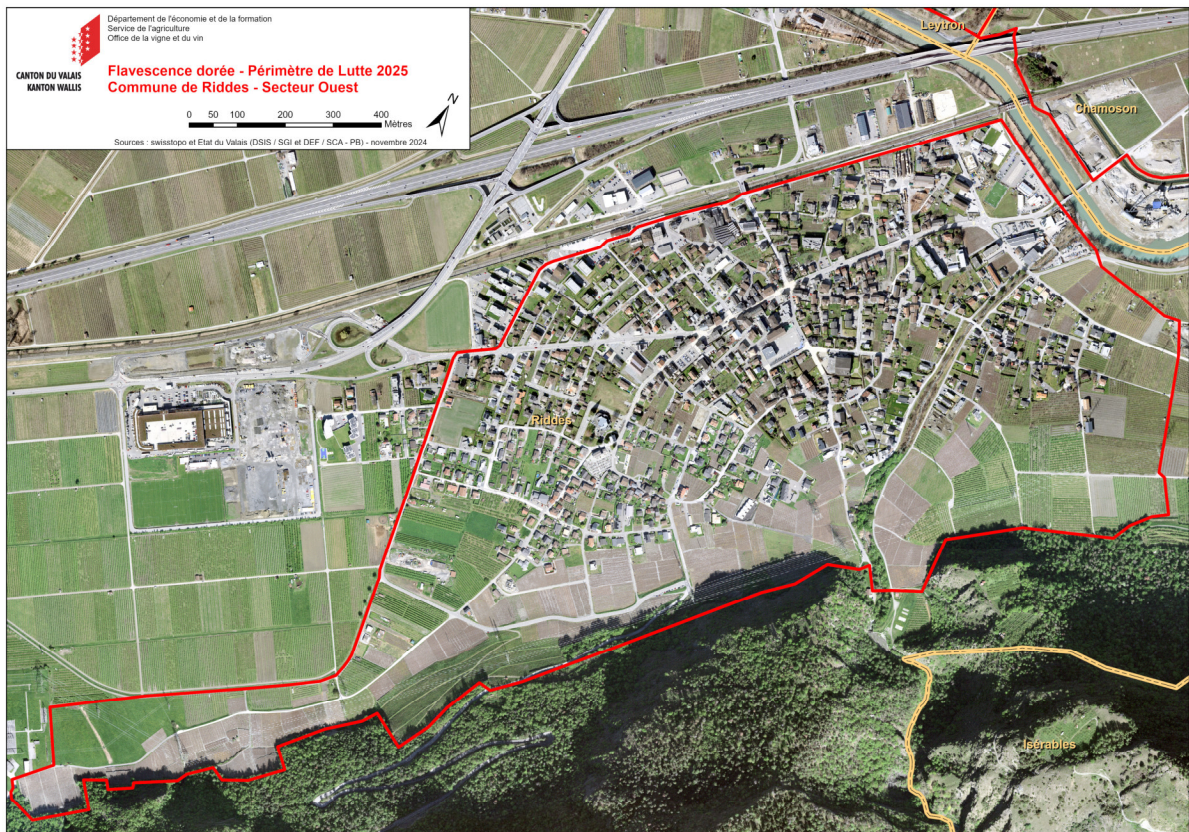 Département de l'économie et de la formation
Service de l'agriculture
Office de la vigne et du vin
CANTON DU VALAIS
KANTON WALLIS
Flavescence dorée - Périmètre de Lutte 2025
Commune de Riddes - Secteur Ouest
0 50 100 200 300 400
Mètres
N
Sources : swisstopo et Etat du Valais (DSIS / SGI et DEF / SCA - PB) - novembre 2024
Leytron
Chamoson
Riddes
Isérables